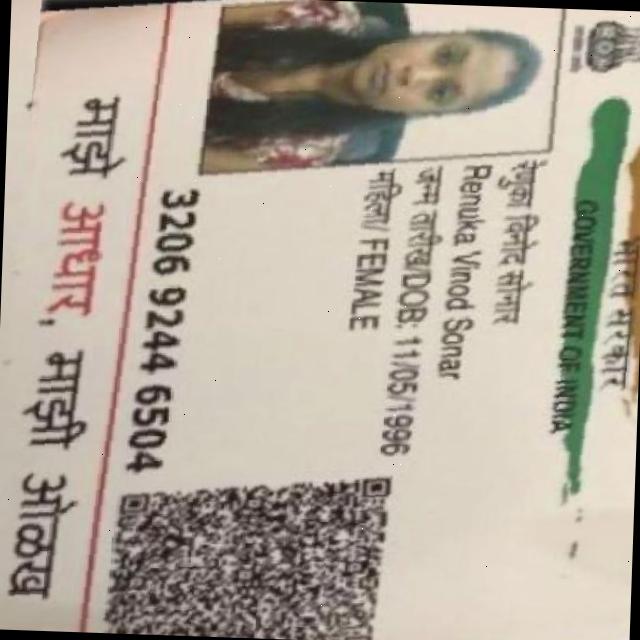 भारत सरकार
GOVERNMENT OF INDIA
रेणुका विनोद सोनार
Renuka Vinod Sonar
जन्म तारीख/DOB: 11/05/1996
महिला/ FEMALE
3206 9244 6504
माझे आधार, माझी ओळख